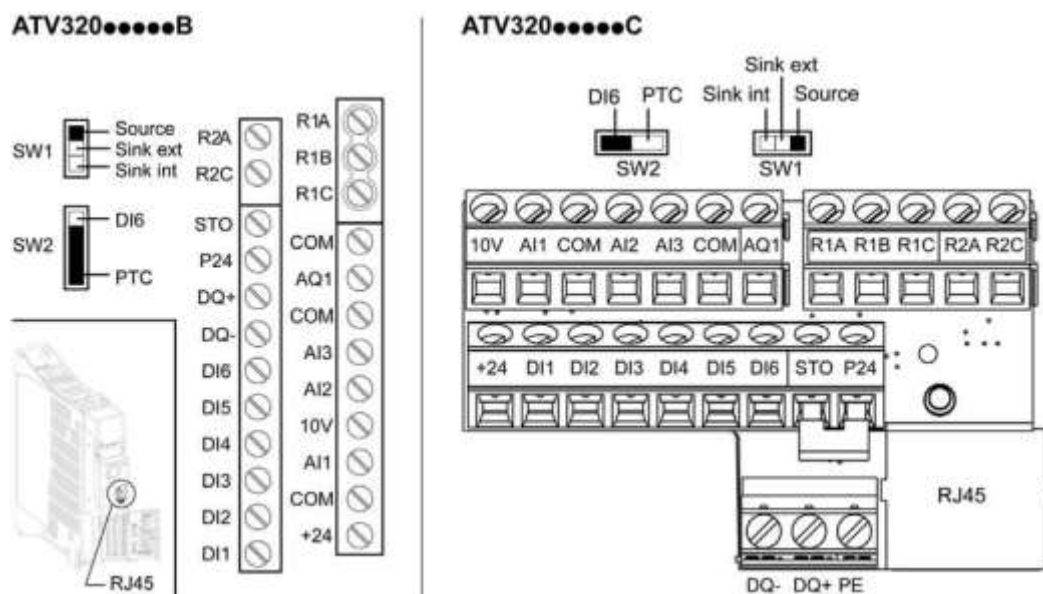 ATV320●●●●●B
SW1
Source
Sink ext
Sink int
SW2
DI6
PTC
RJ45
R2A
R2C
STO
P24
DQ+
DQ-
DI6
DI5
DI4
DI3
DI2
DI1
R1A
R1B
R1C
COM
AQ1
COM
AI3
AI2
10V
AI1
COM
+24
ATV320●●●●●C
Sink ext
DI6 PTC Sink int Source
SW2 SW1
10V AI1 COM AI2 AI3 COM AQ1 R1A R1B R1C R2A R2C
+24 DI1 DI2 DI3 DI4 DI5 DI6 STO P24
RJ45
DQ- DQ+ PE